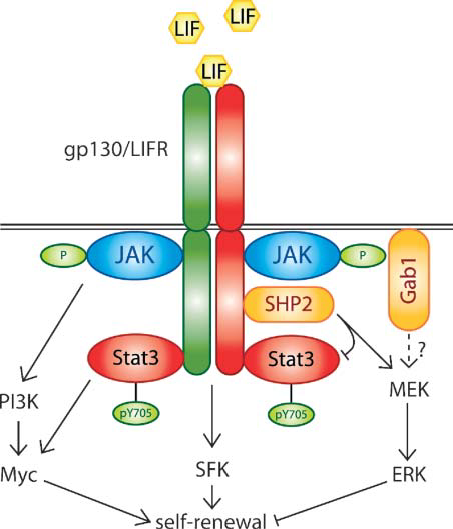 LIF
LIF
LIF
gp130/LIFR
P
JAK
JAK
P
Gab1
SHP2
Stat3
Stat3
?
PI3K
MEK
pY705
pY705
Myc
SFK
ERK
self-renewal